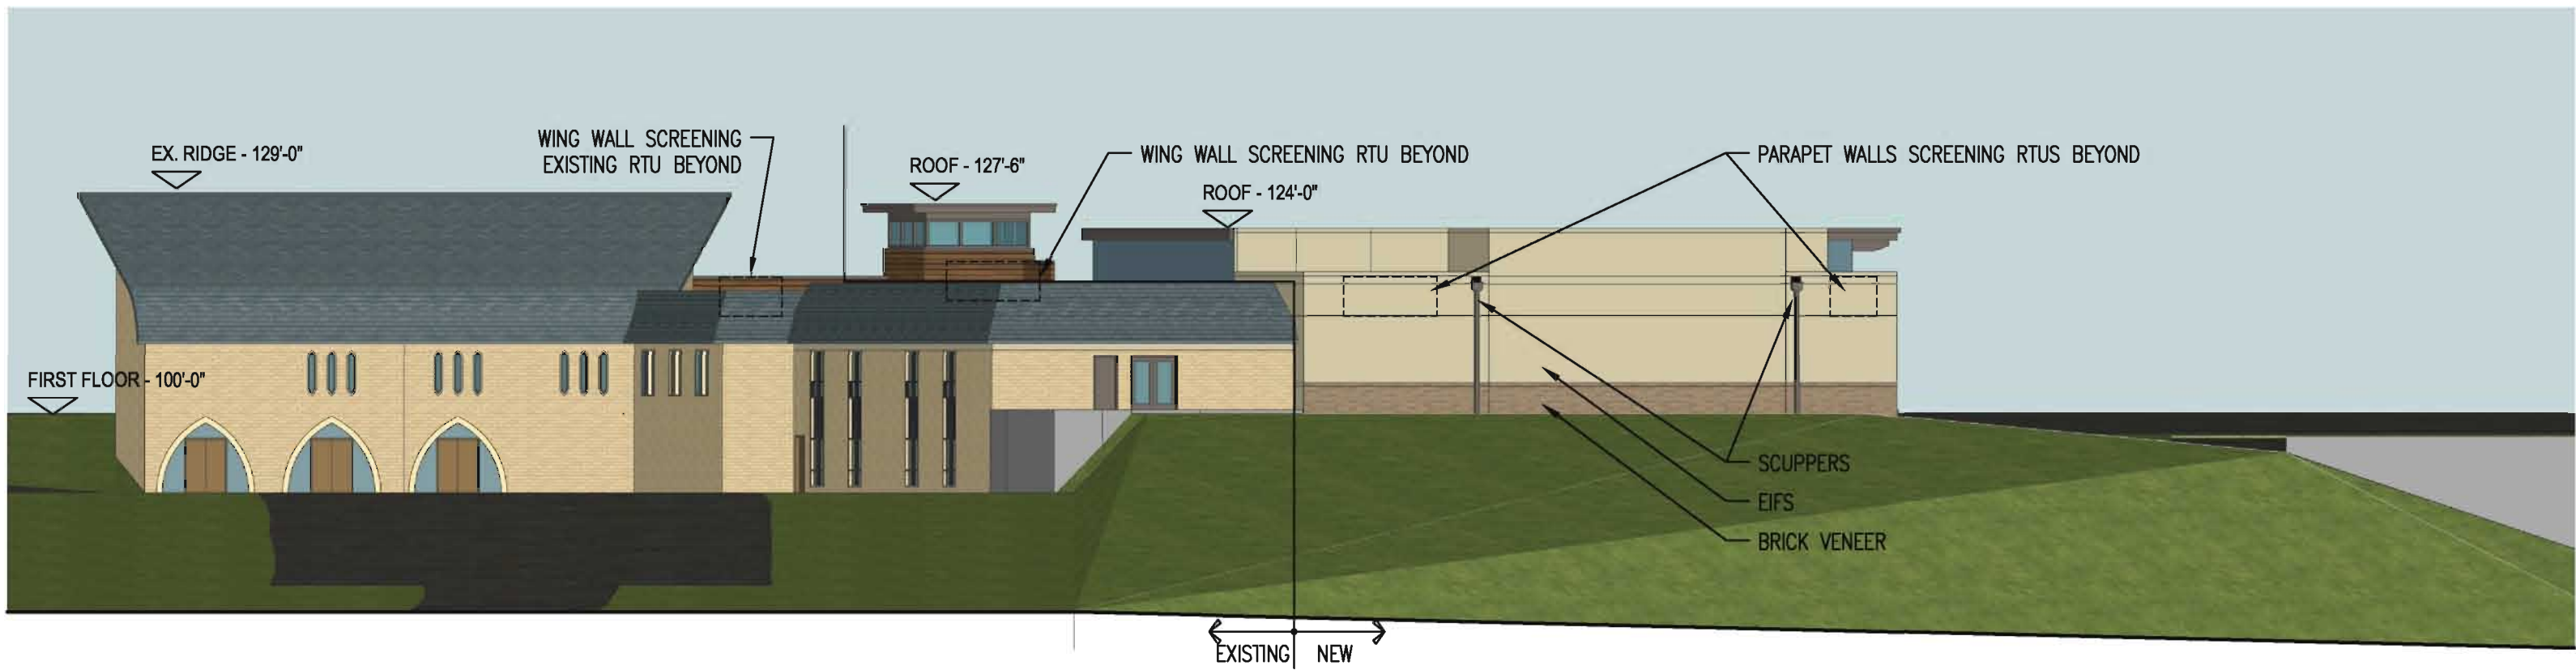 WING WALL SCREENING
EXISTING RTU BEYOND
EX. RIDGE - 129'-0"
ROOF - 127'-6"
WING WALL SCREENING RTU BEYOND
PARAPET WALLS SCREENING RTUS BEYOND
ROOF - 124'-0"
FIRST FLOOR - 100'-0"
SCUPPERS
EIFS
BRICK VENEER
EXISTING
NEW